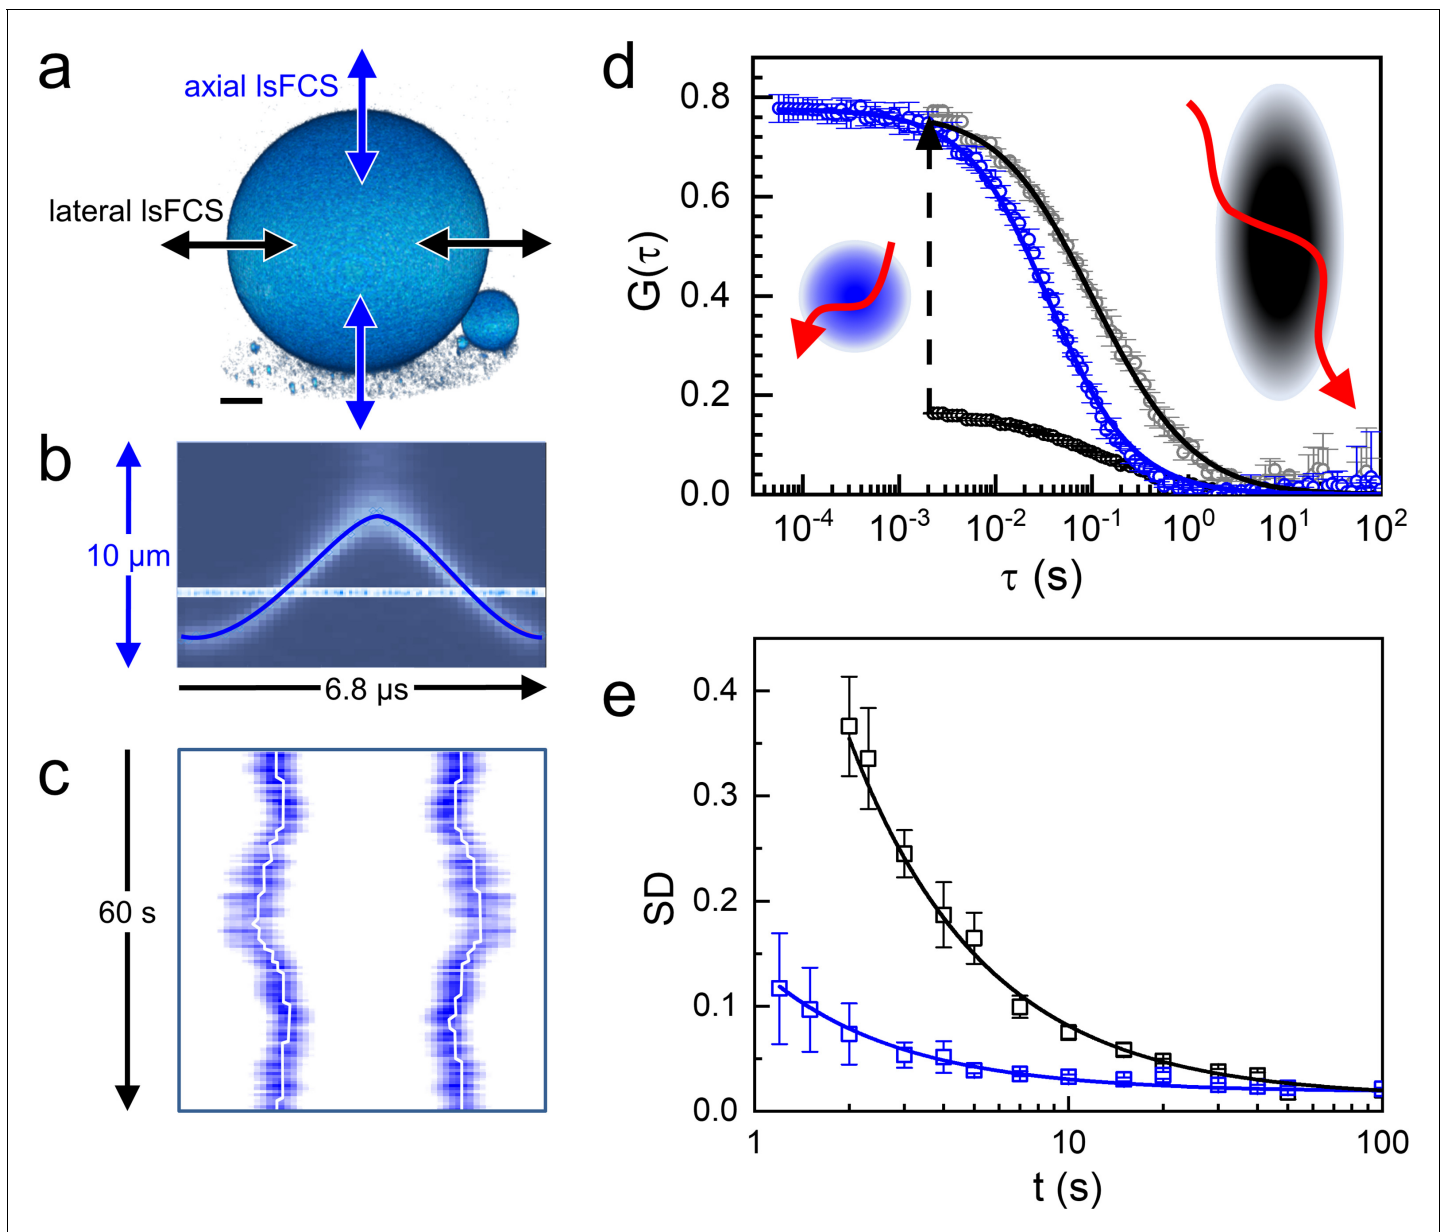 a
axial lsFCS
lateral lsFCS
b
10 µm
6.8 µs
c
60 s
d
0.8
0.6
0.4
0.2
0.0
G(τ)
10⁻⁴ 10⁻³ 10⁻² 10⁻¹ 10⁰ 10¹ 10²
τ (s)
e
0.4
0.3
0.2
0.1
0.0
SD
1 10 100
t (s)